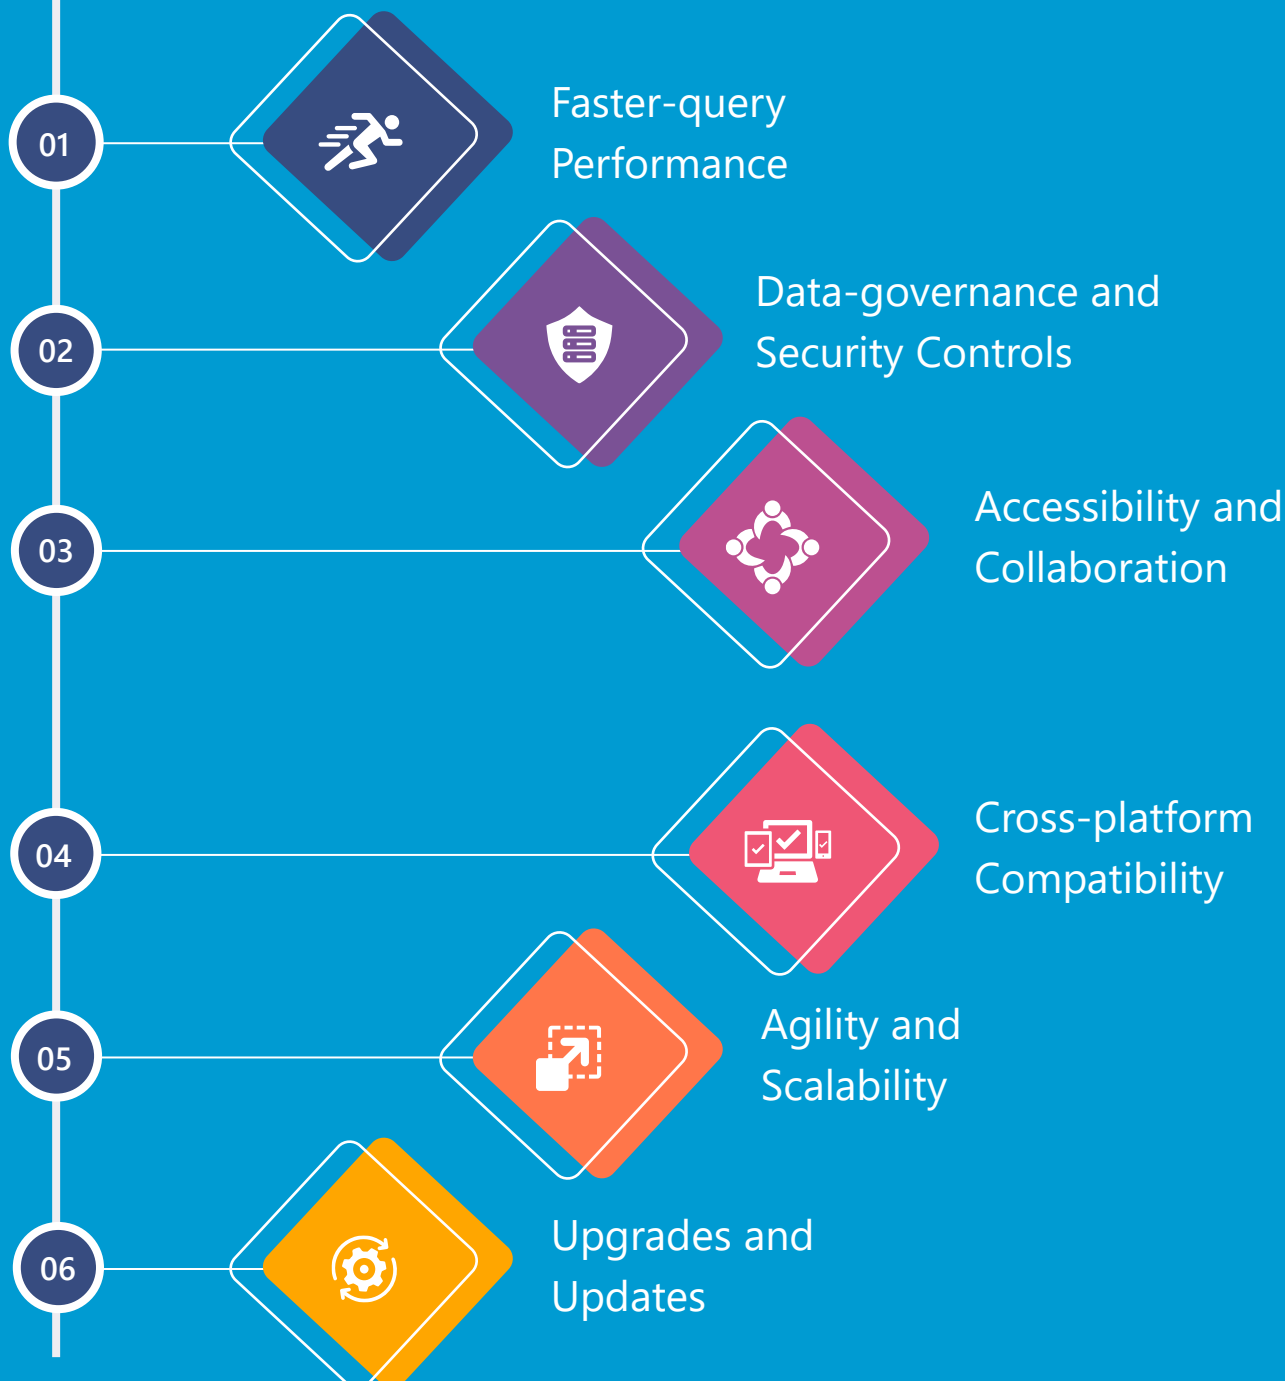 01
Faster-query
Performance
02
Data-governance and
Security Controls
03
Accessibility and
Collaboration
04
Cross-platform
Compatibility
05
Agility and
Scalability
06
Upgrades and
Updates